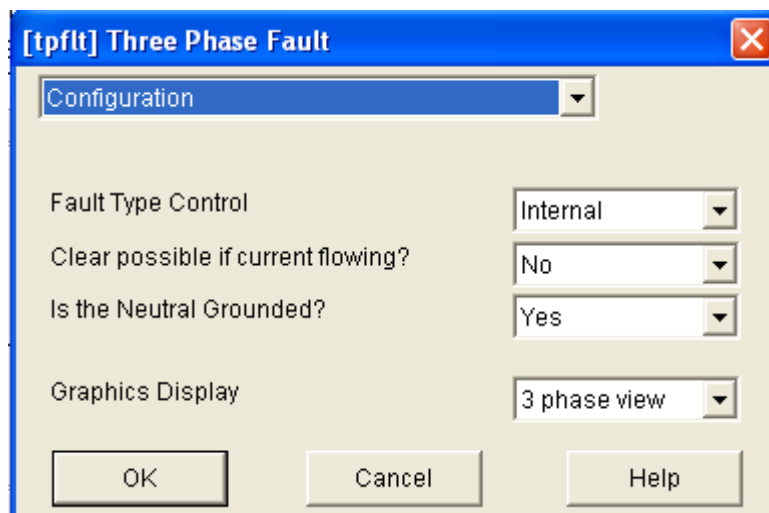 [tpflt] Three Phase Fault
Configuration
Fault Type Control
Internal
Clear possible if current flowing?
No
Is the Neutral Grounded?
Yes
Graphics Display
3 phase view
OK
Cancel
Help